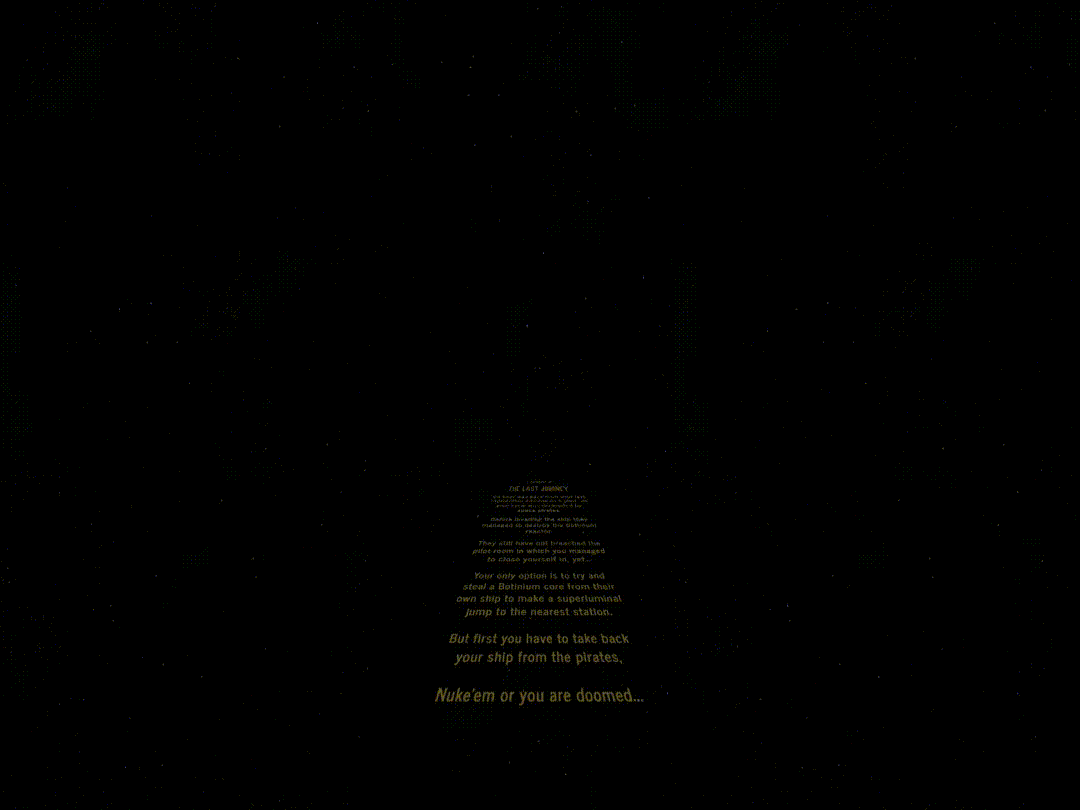 THE LAST JOURNEY
space pirates.
Before invading the ship they
managed to destroy the Botinium
reactor.
They still have not breached the
pilot room in which you managed
to close yourself in, yet...
Your only option is to try and
steal a Botinium core from their
own ship to make a superluminal
jump to the nearest station.
But first you have to take back
your ship from the pirates,
Nuke'em or you are doomed...